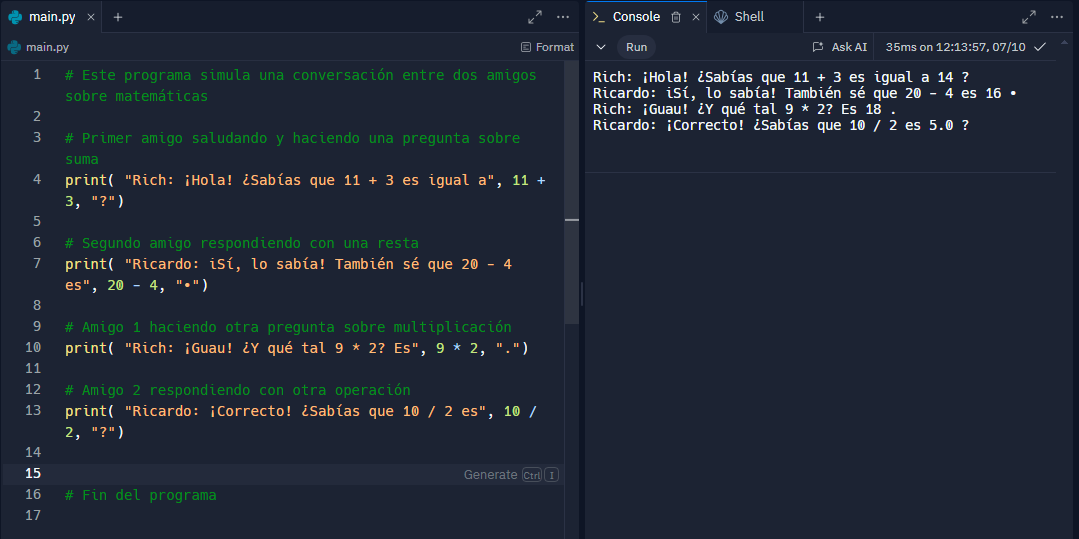 main.py
main.py
Format
1 # Este programa simula una conversación entre dos amigos
sobre matemáticas
2
3 # Primer amigo saludando y haciendo una pregunta sobre
suma
4 print( "Rich: ¡Hola! ¿Sabías que 11 + 3 es igual a", 11 +
3, "?")
5
6 # Segundo amigo respondiendo con una resta
7 print( "Ricardo: iSí, lo sabía! También sé que 20 - 4
es", 20 - 4, "•")
8
9 # Amigo 1 haciendo otra pregunta sobre multiplicación
10 print( "Rich: ¡Guau! ¿Y qué tal 9 * 2? Es", 9 * 2, ".")
11
12 # Amigo 2 respondiendo con otra operación
13 print( "Ricardo: ¡Correcto! ¿Sabías que 10 / 2 es", 10 /
2, "?")
14
15 Generate Ctrl I
16 # Fin del programa
17
Console
Shell
Run
Ask AI
35ms on 12:13:57, 07/10
Rich: ¡Hola! ¿Sabías que 11 + 3 es igual a 14 ?
Ricardo: iSí, lo sabía! También sé que 20 - 4 es 16 •
Rich: ¡Guau! ¿Y qué tal 9 * 2? Es 18 .
Ricardo: ¡Correcto! ¿Sabías que 10 / 2 es 5.0 ?